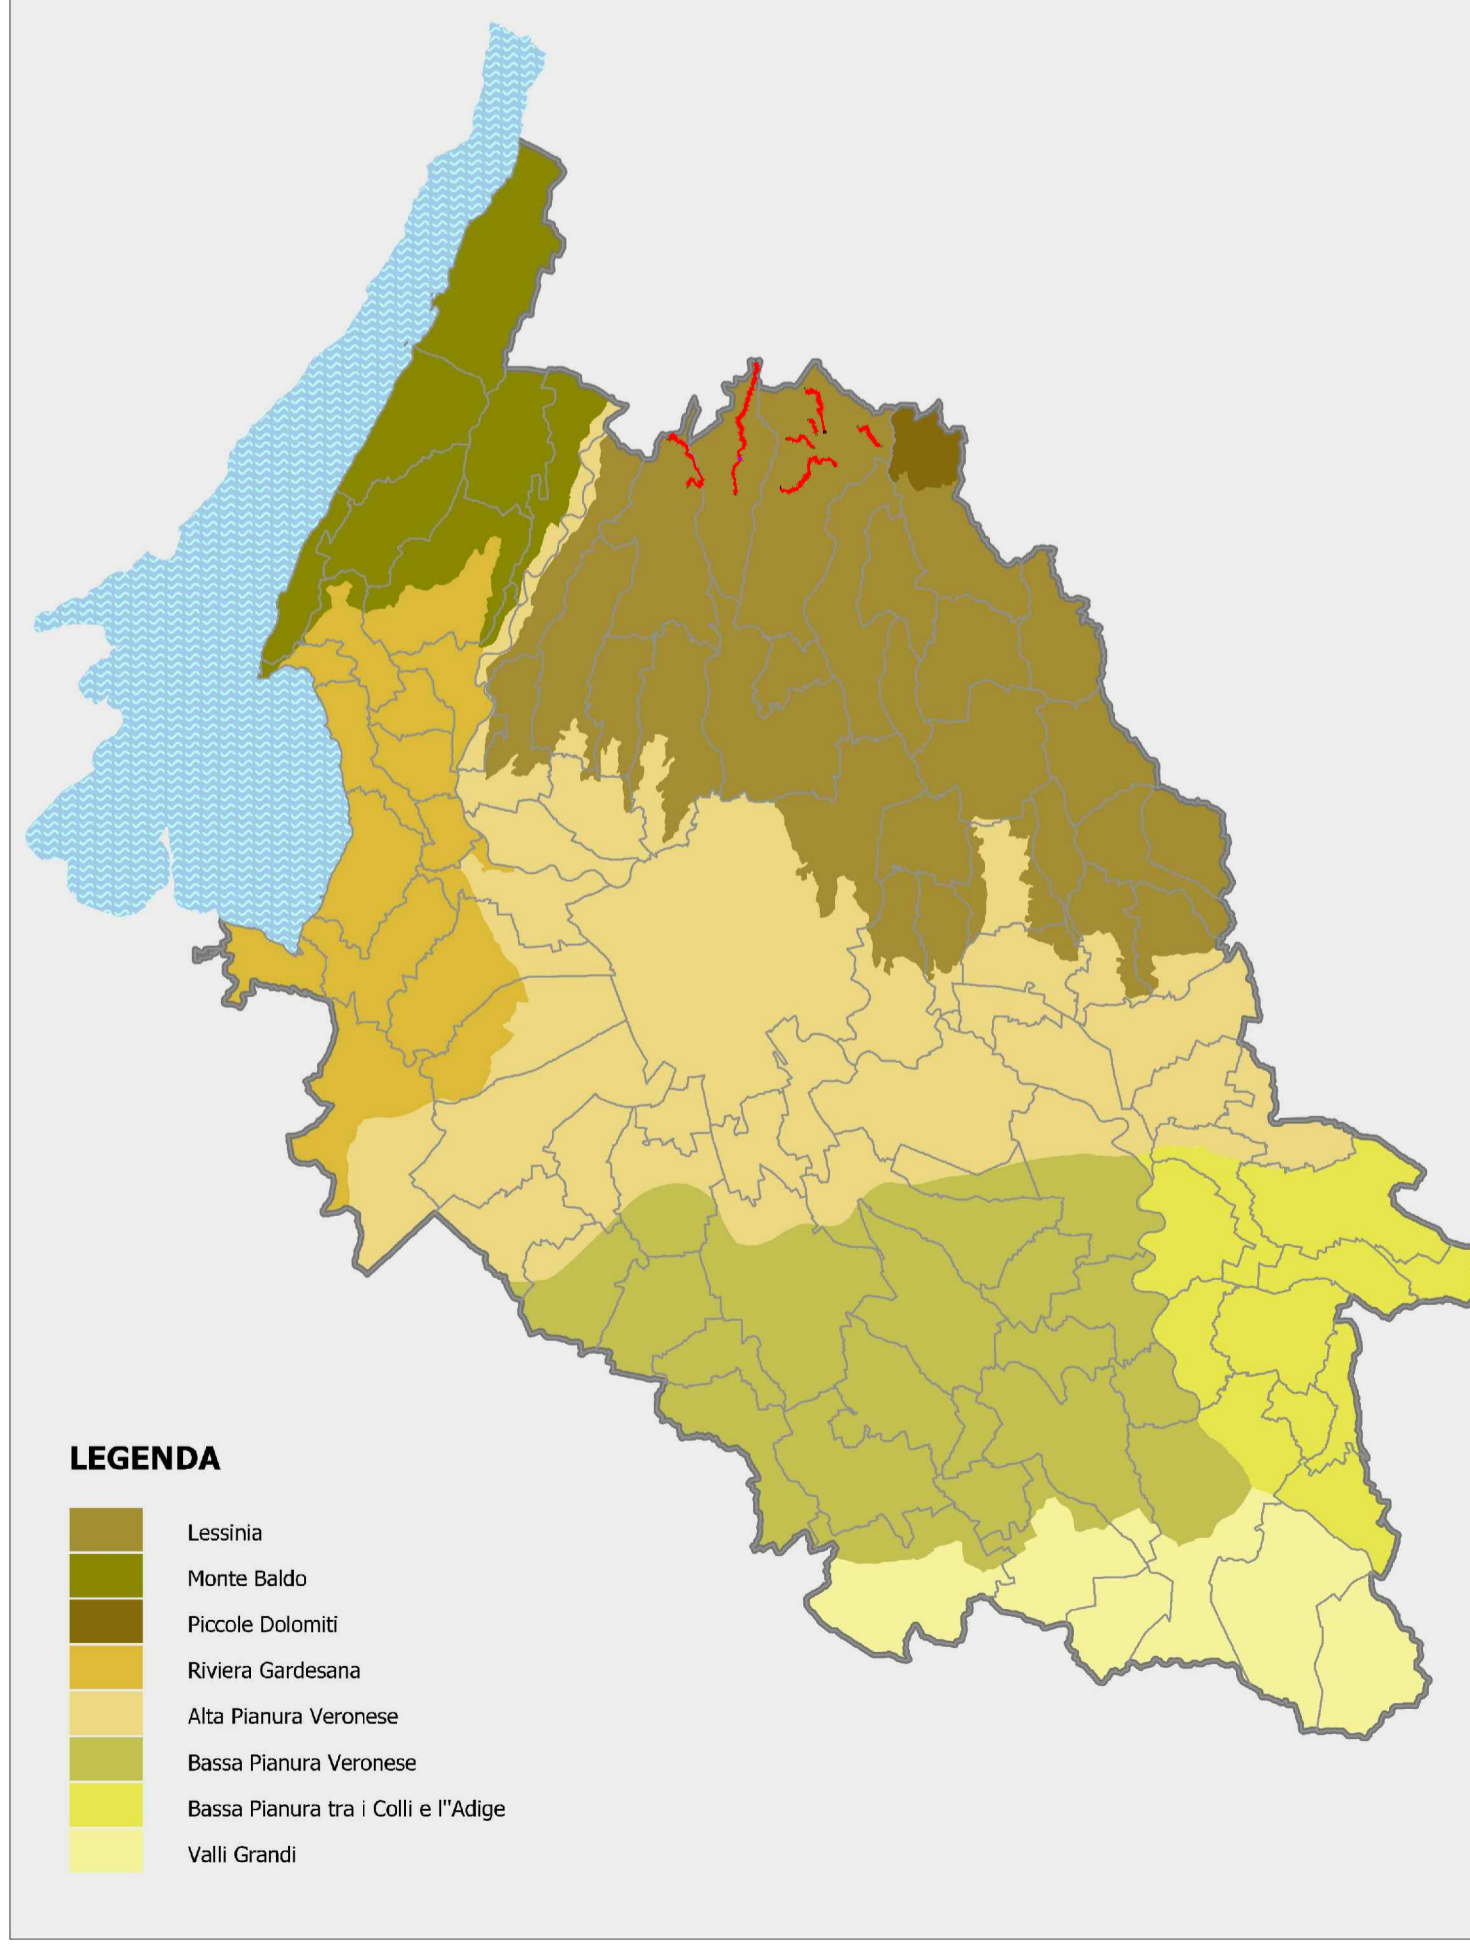 LEGENDA
Lessinia
Monte Baldo
Piccole Dolomiti
Riviera Gardesana
Alta Pianura Veronese
Bassa Pianura Veronese
Bassa Pianura tra i Colli e l"Adige
Valli Grandi